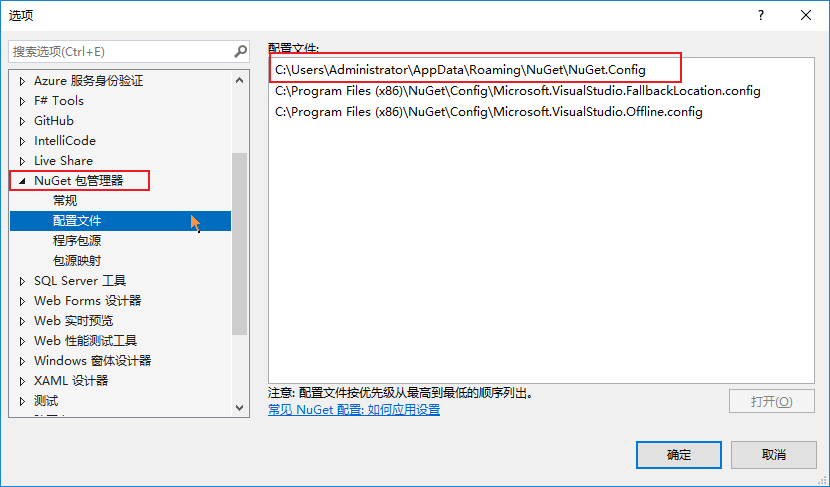 选项
?
搜索选项(Ctrl+E)
Azure 服务身份验证
F# Tools
GitHub
IntelliCode
Live Share
NuGet 包管理器
常规
配置文件
程序包源
包源映射
SQL Server 工具
Web Forms 设计器
Web 实时预览
Web 性能测试工具
Windows 窗体设计器
XAML 设计器
测试
配置文件:
C:\Users\Administrator\AppData\Roaming\NuGet\NuGet.Config
C:\Program Files (x86)\NuGet\Config\Microsoft.VisualStudio.FallbackLocation.config
C:\Program Files (x86)\NuGet\Config\Microsoft.VisualStudio.Offline.config
注意: 配置文件按优先级从最高到最低的顺序列出。
常见 NuGet 配置: 如何应用设置
打开(O)
确定
取消